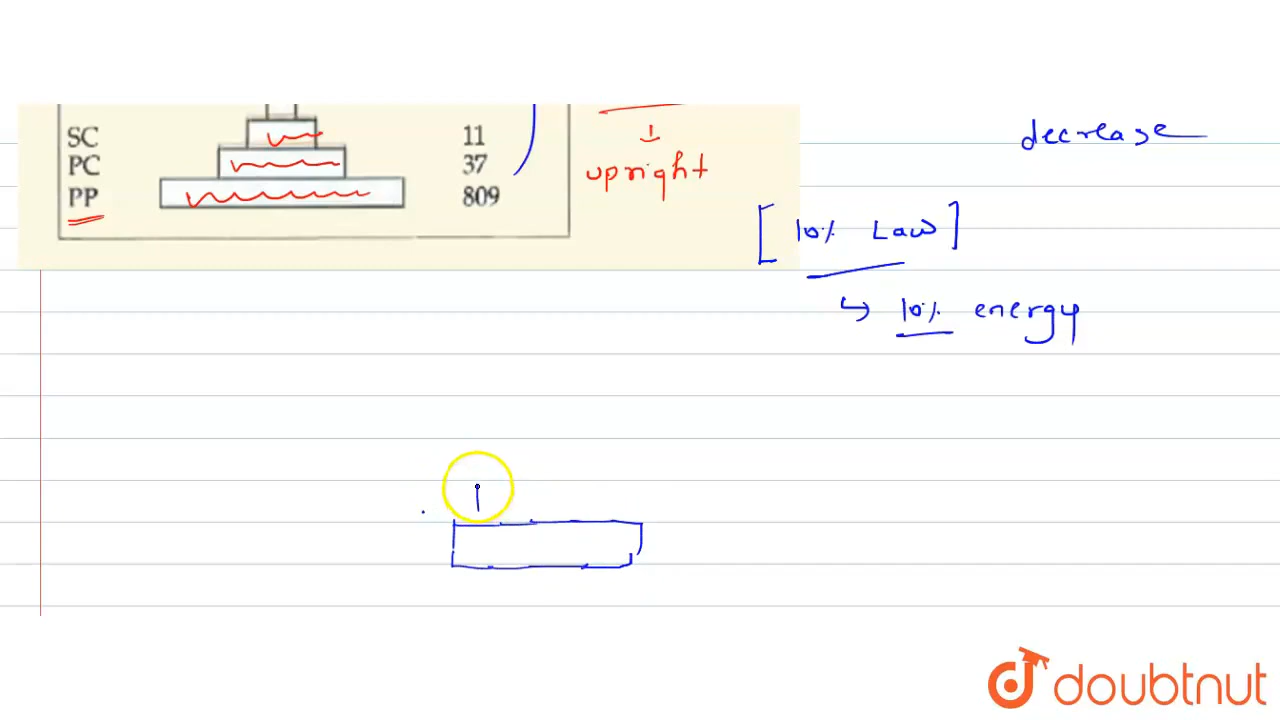 SC 11
PC 37
PP 809
upright
decrease
[10% Law]
↳ 10% energy
doubtnut